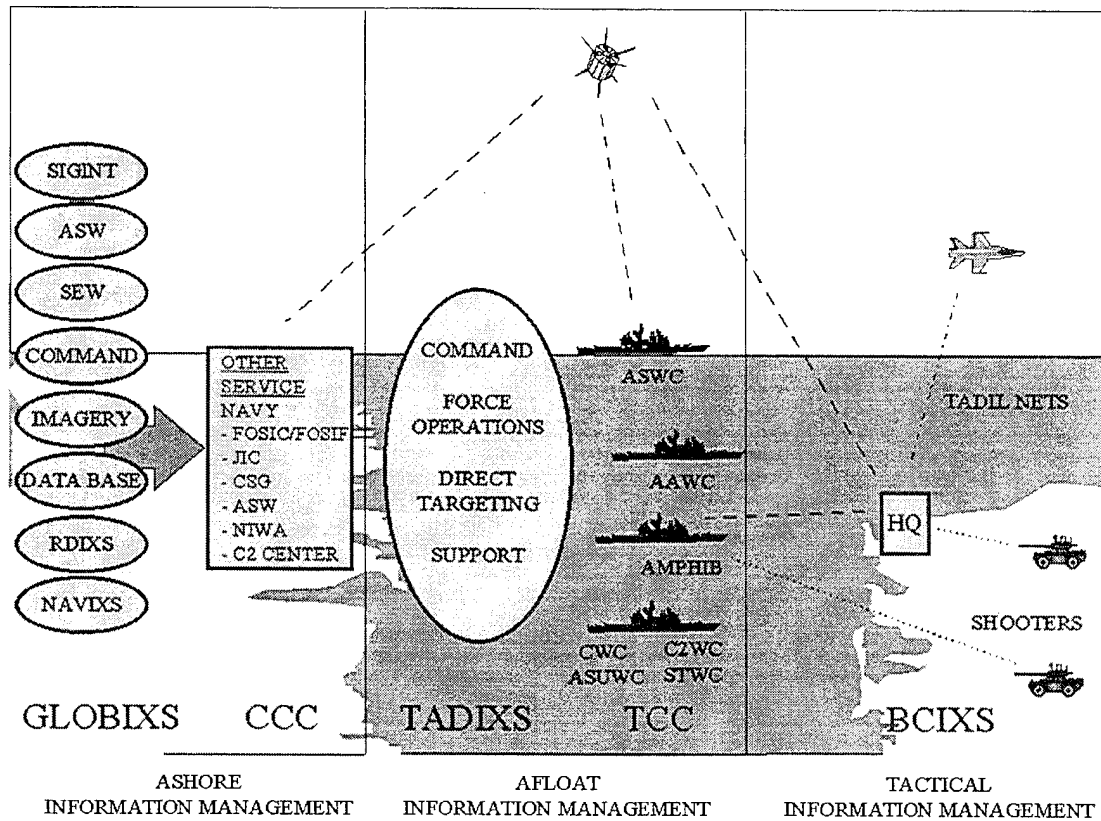 SIGINT
ASW
SEW
COMMAND
IMAGERY
DATA BASE
RDIXS
NAVIXS
OTHER
SERVICE
NAVY
- FOSIC/FOSIF
- JIC
- CSG
- ASW
- NIWA
- C2 CENTER
COMMAND
FORCE
OPERATIONS
DIRECT
TARGETING
SUPPORT
ASWC
AAWC
AMPHIB
CWC C2WC
ASUWC STWC
TADIL NETS
HQ
SHOOTERS
GLOBIXS CCC TADIXS TCC BCIXS
ASHORE
INFORMATION MANAGEMENT
AFLOAT
INFORMATION MANAGEMENT
TACTICAL
INFORMATION MANAGEMENT